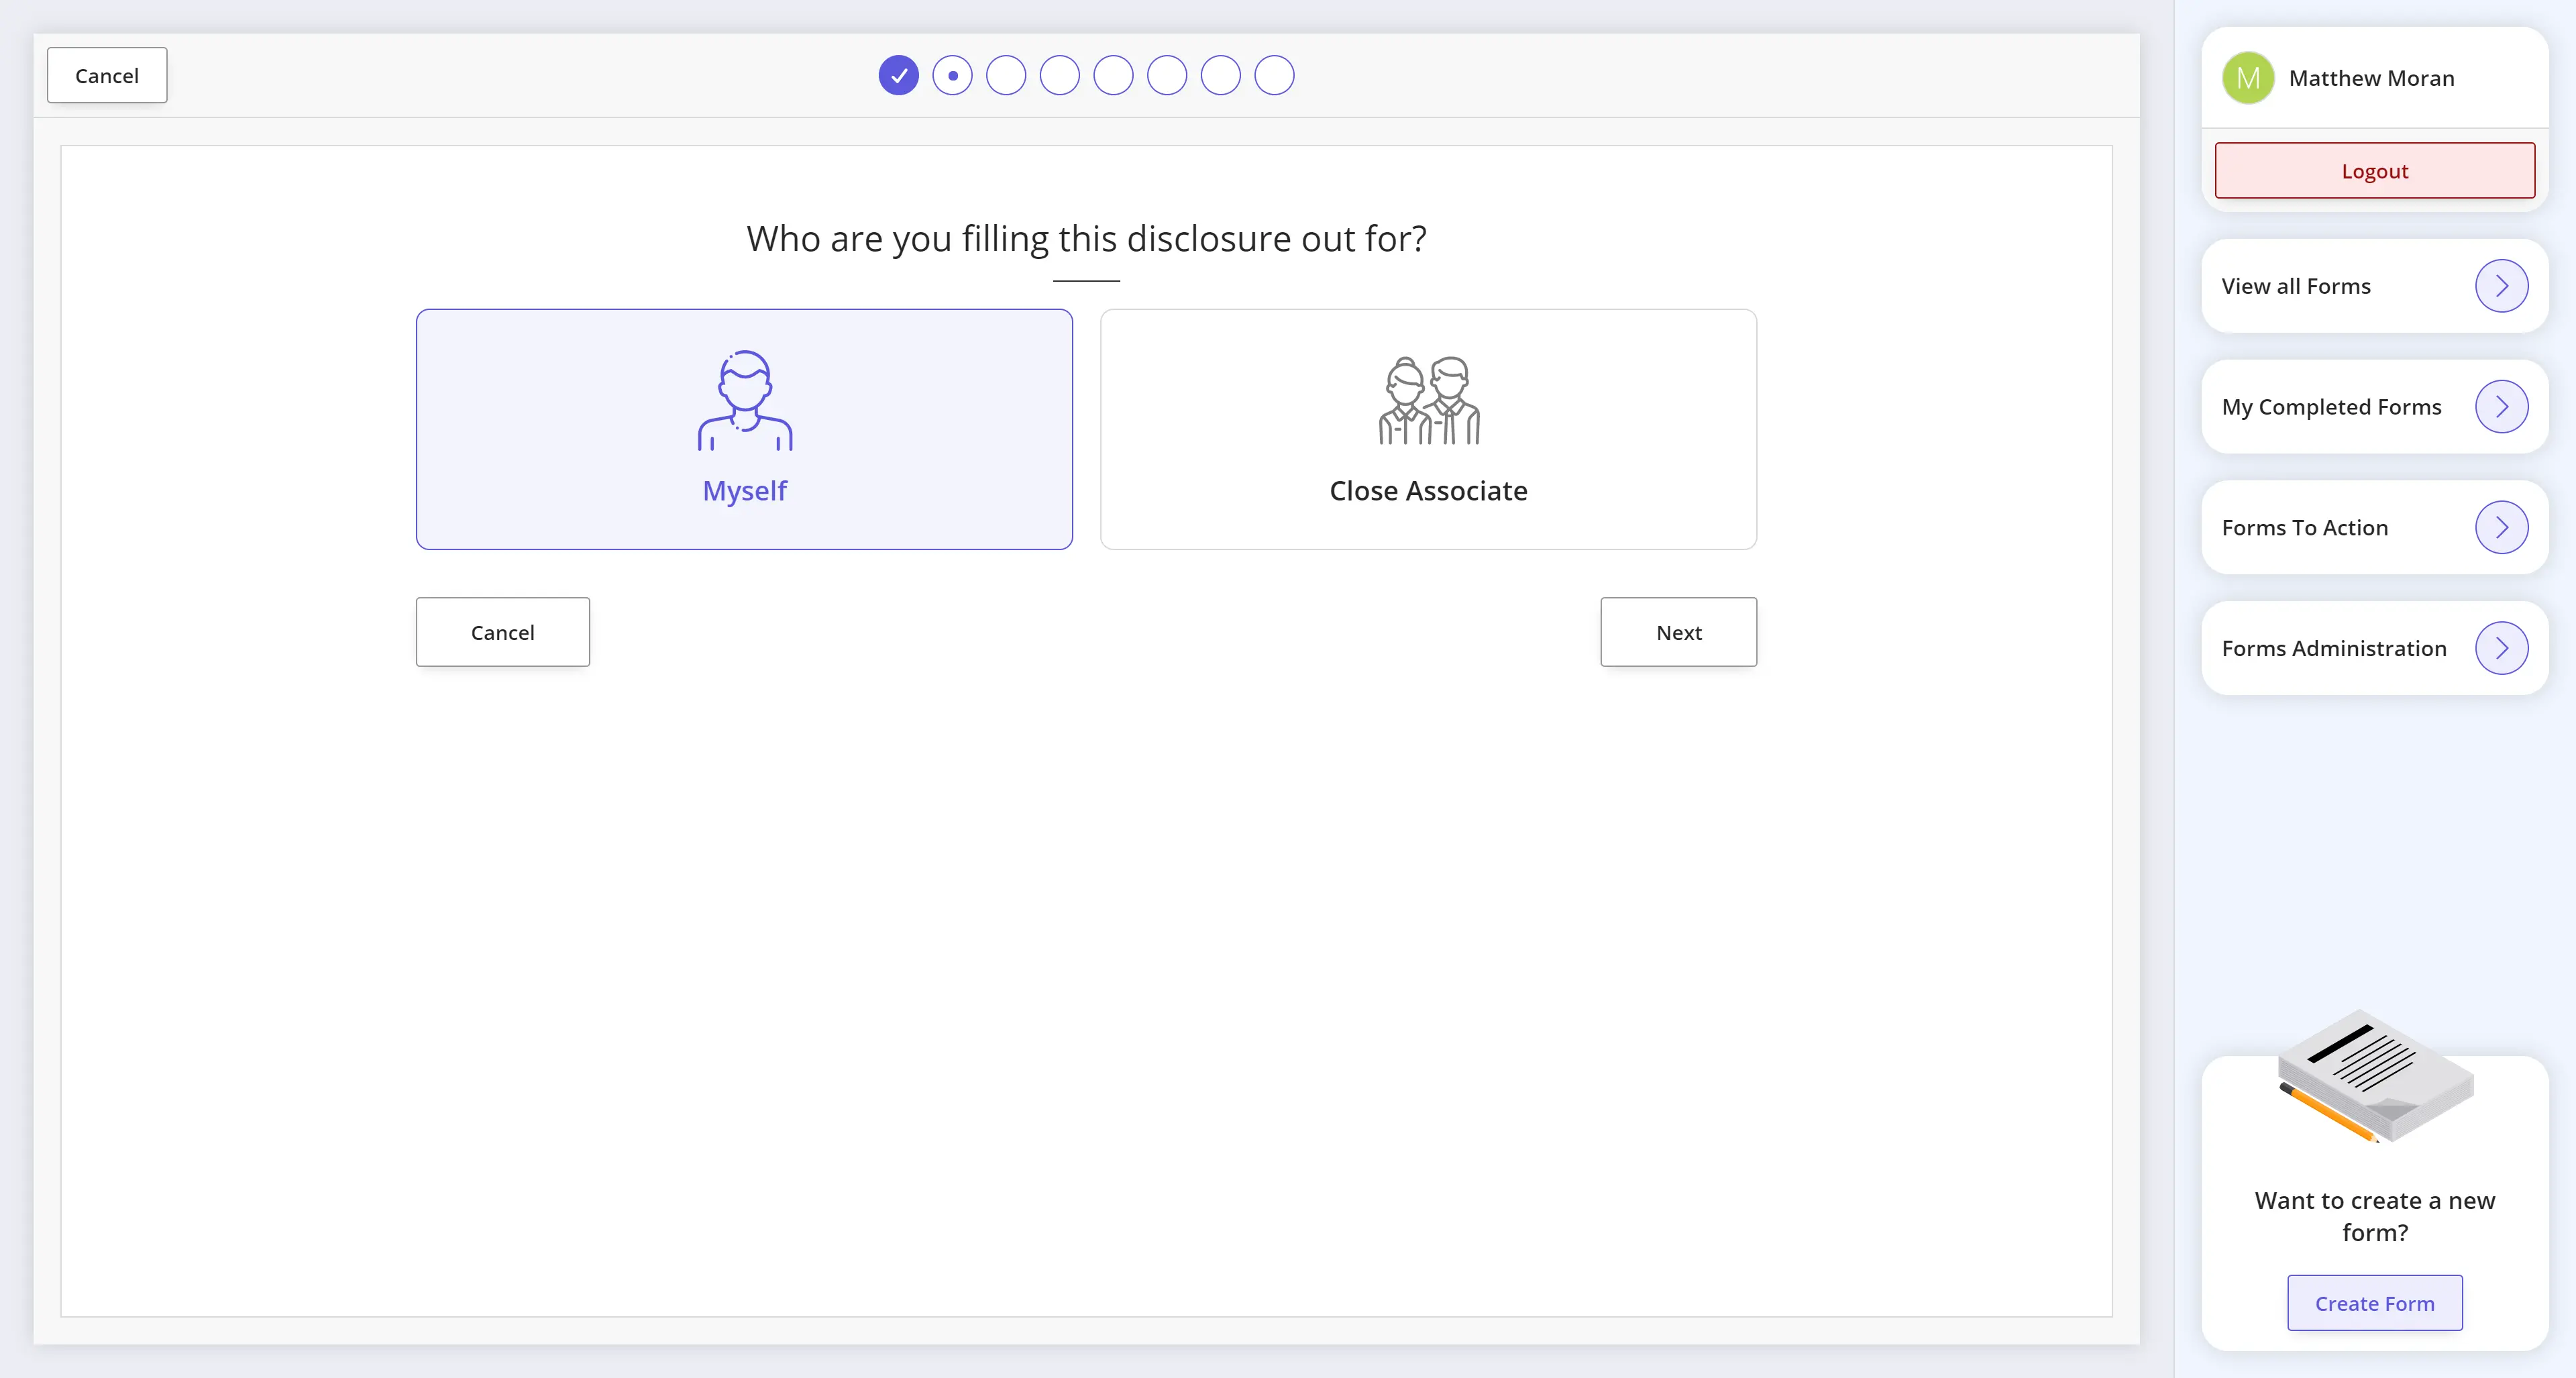 Cancel
Who are you filling this disclosure out for?
Myself
Close Associate
Cancel
Next
M
Matthew Moran
Logout
View all Forms
My Completed Forms
Forms To Action
Forms Administration
Want to create a new
form?
Create Form